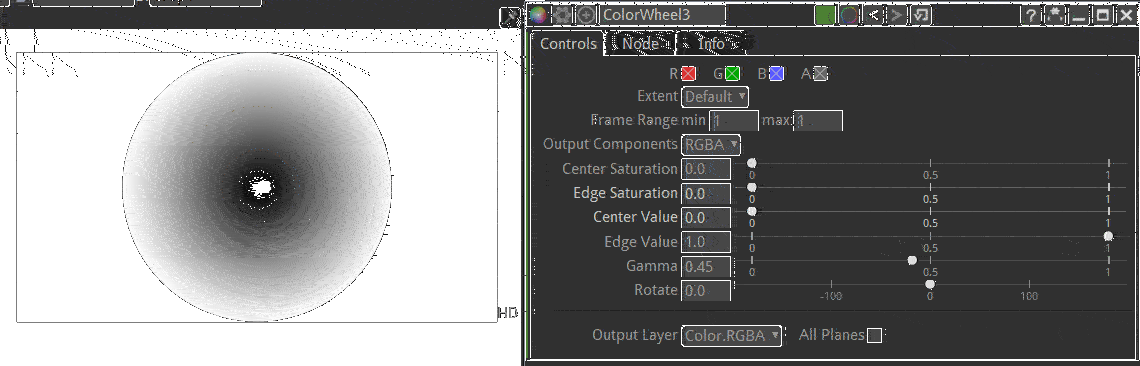 ColorWheel3
Controls Node Info
R G B A
Extent Default
Frame Range min 1 max 1
Output Components RGBA
Center Saturation 0.0 0 0.5 1
Edge Saturation 0.0 0 0.5 1
Center Value 0.0 0 0.5 1
Edge Value 1.0 0 0.5 1
Gamma 0.45 0 0.5 1
Rotate 0.0 -100 0 100
HD
Output Layer Color.RGBA All Planes